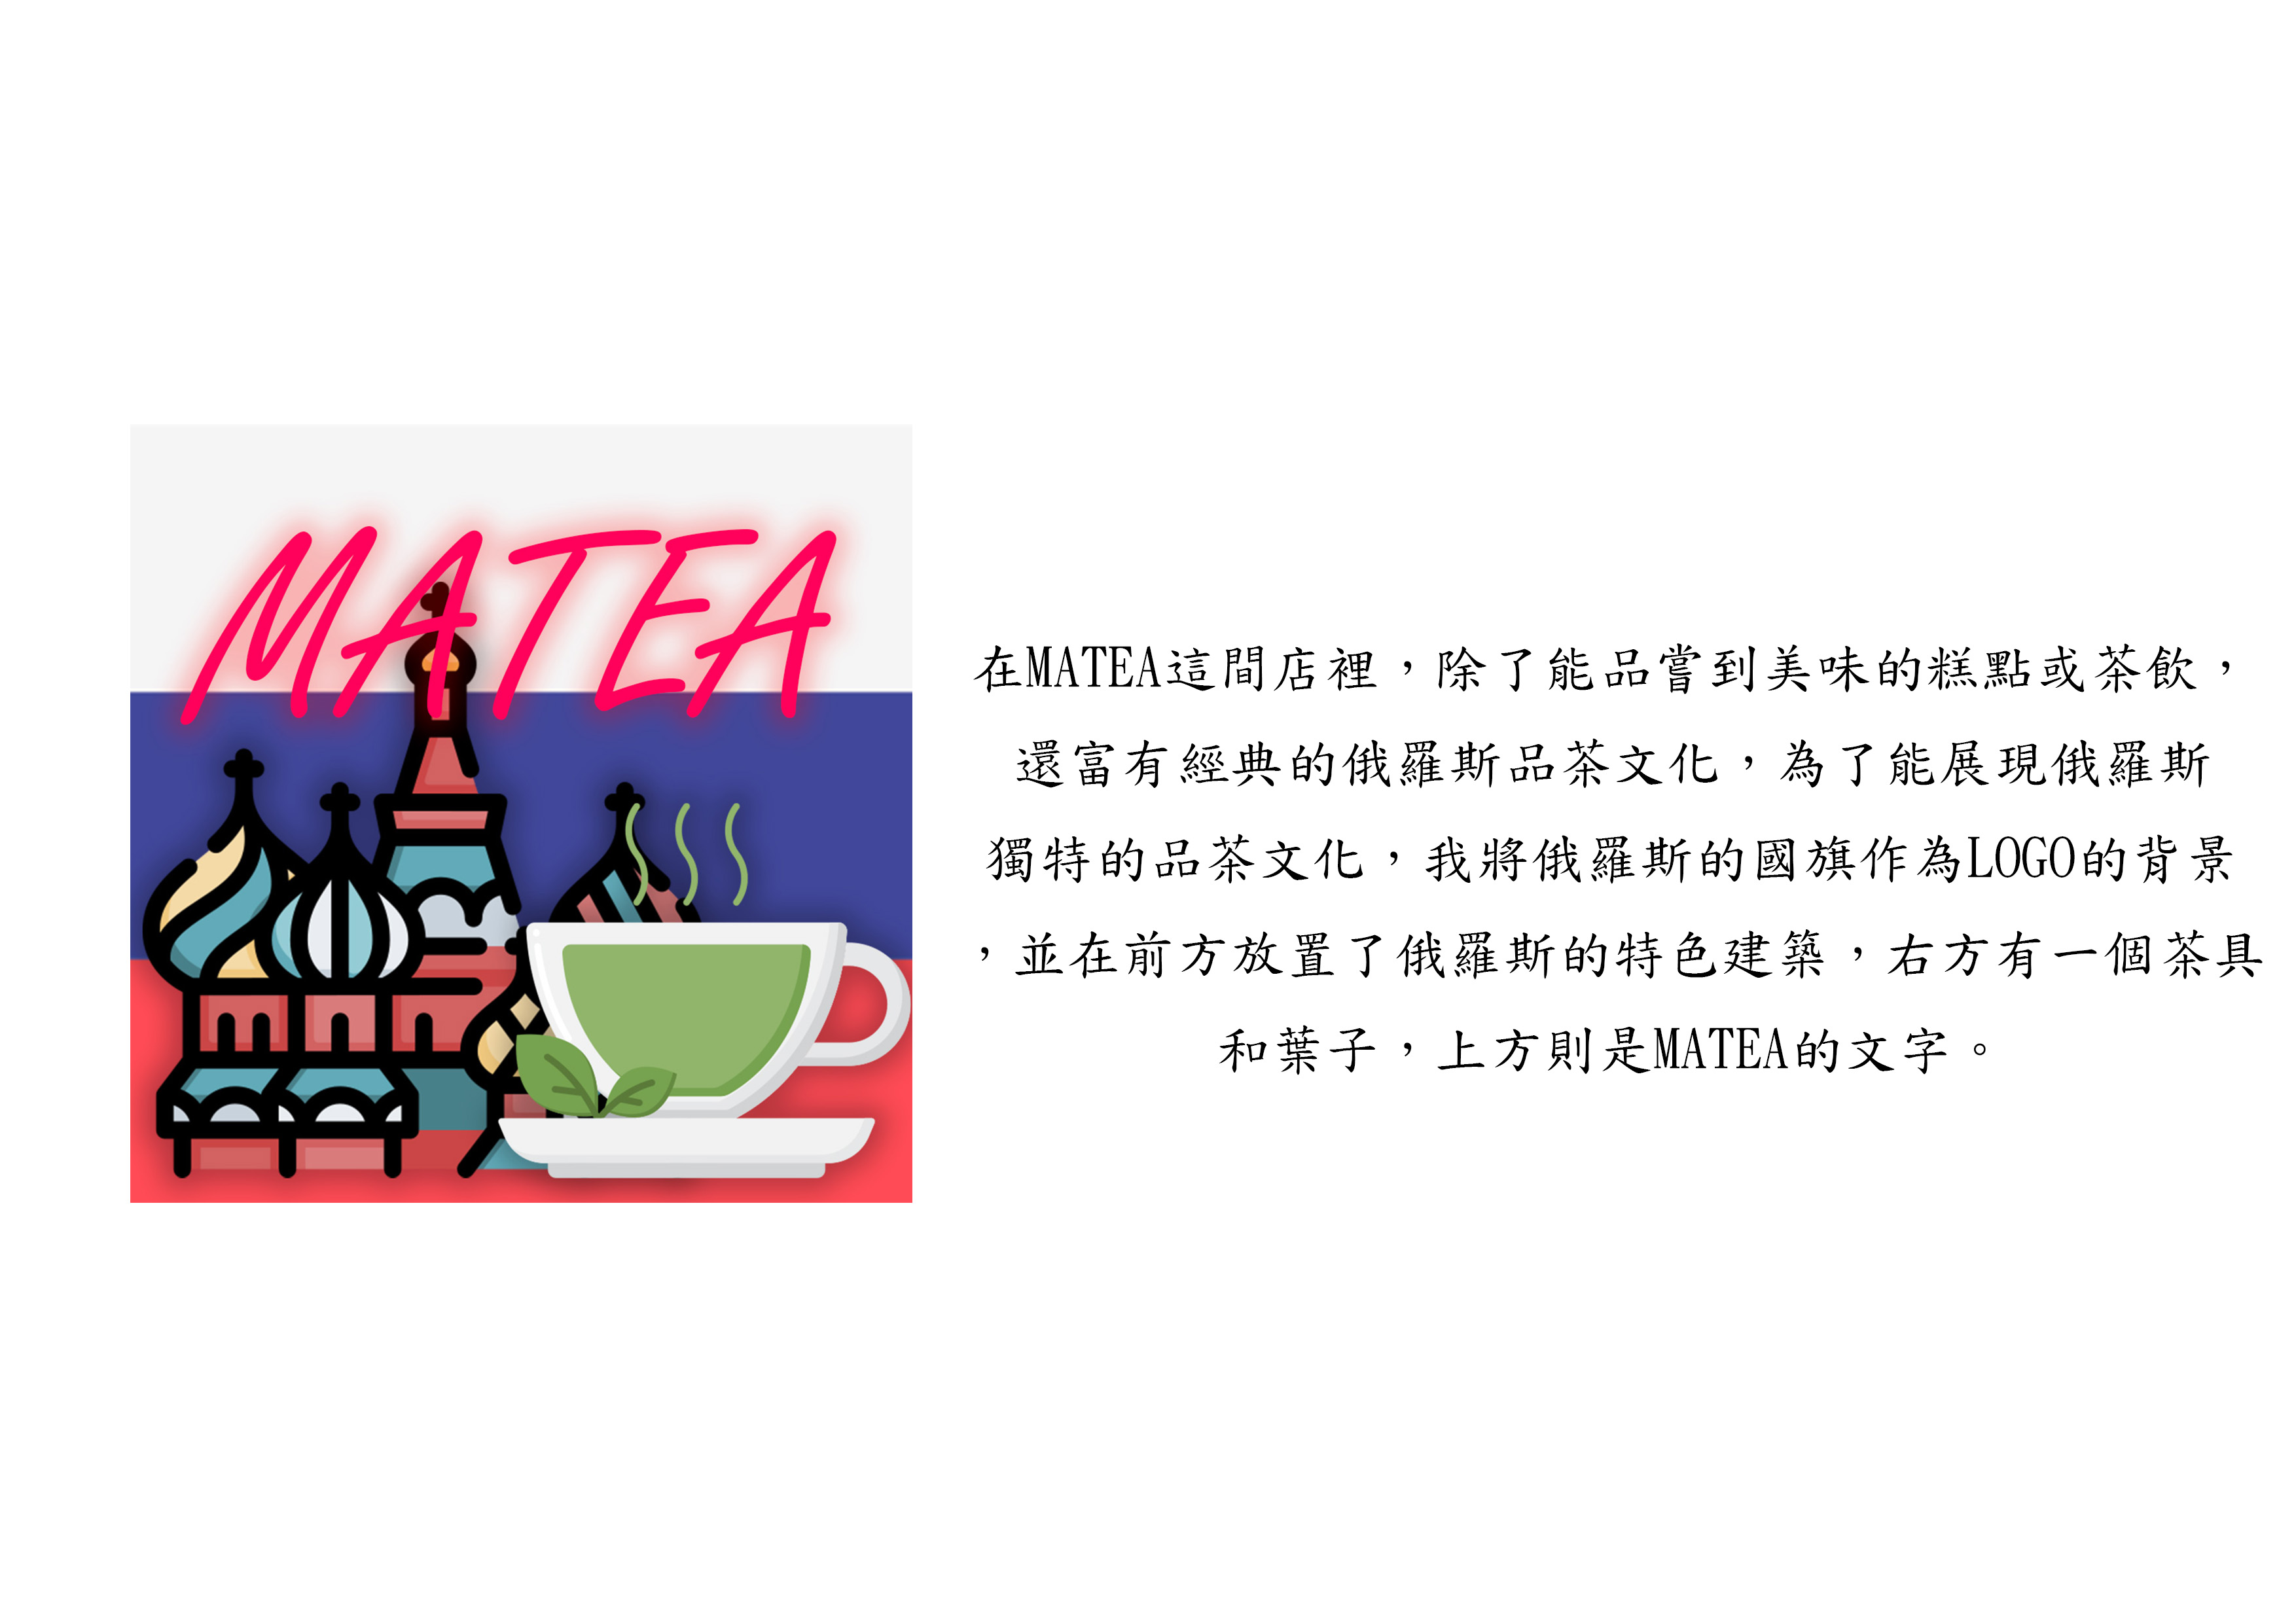 MATEA
在MATEA這間店裡，除了能品嘗到美味的糕點或茶飲，
還富有經典的俄羅斯品茶文化，為了能展現俄羅斯
獨特的品茶文化，我將俄羅斯的國旗作為LOGO的背景
，並在前方放置了俄羅斯的特色建築，右方有一個茶具
和葉子，上方則是MATEA的文字。